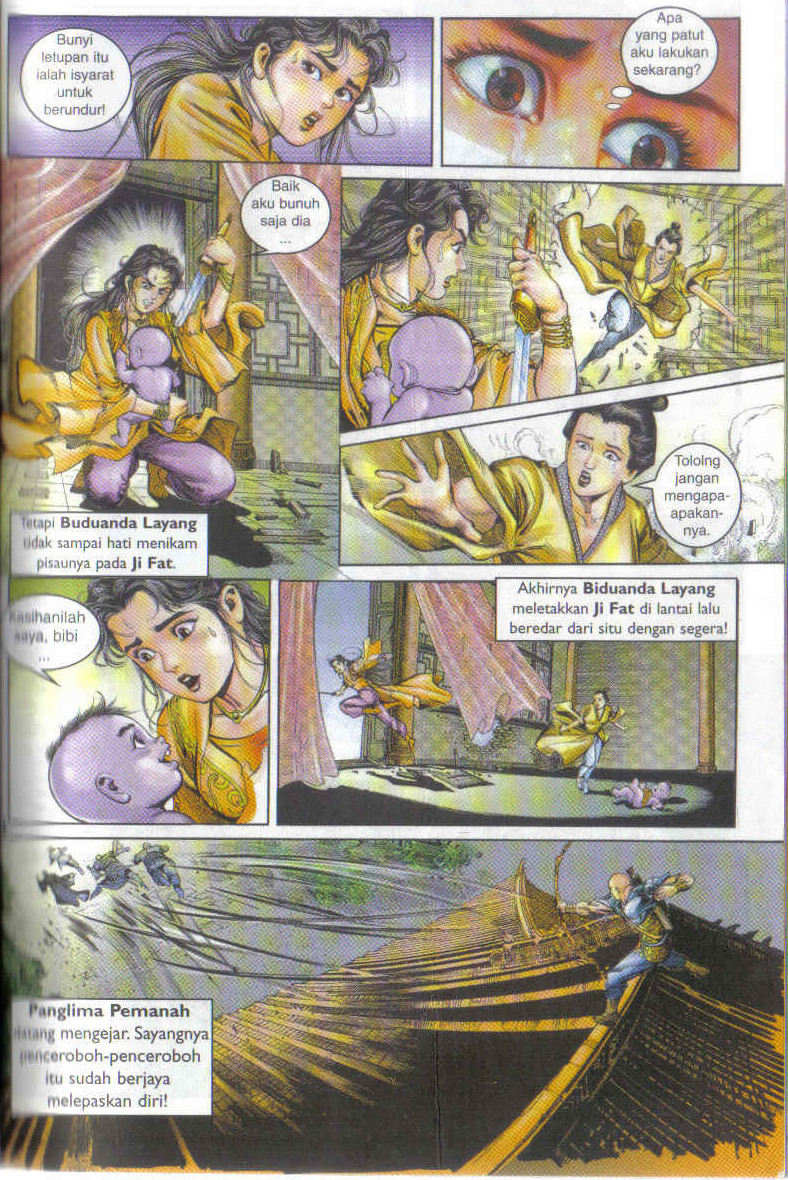 Bunyi
letupan itu
ialah isyarat
untuk
berundur!
Apa
yang patut
aku lakukan
sekarang?
Baik
aku bunuh
saja dia
...
Tetapi Buduanda Layang
tidak sampai hati menikam
pisaunya pada Ji Fat.
Tololng
jangan
mengapa-
apakan-
nya.
Kasihanilah
saya, bibi
...
Akhirnya Biduanda Layang
meletakkan Ji Fat di lantai lalu
beredar dari situ dengan segera!
Panglima Pemanah
datang mengejar. Sayangnya
penceroboh-penceroboh
itu sudah berjaya
melepaskan diri!